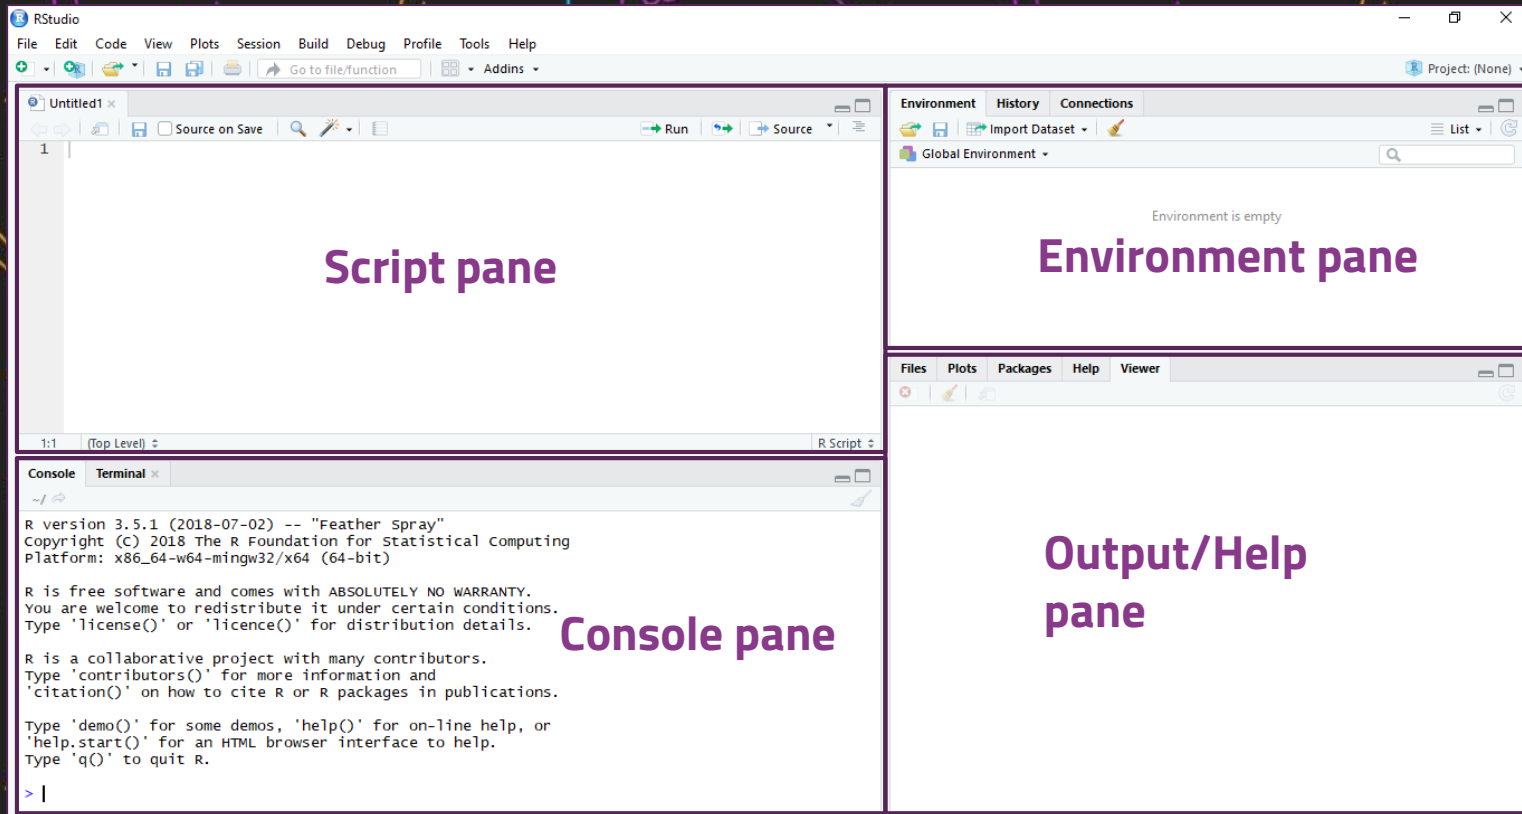 RStudio
File Edit Code View Plots Session Build Debug Profile Tools Help
Go to file/function Addins Project: (None)
Untitled1
Source on Save Run Source
1
Script pane
1:1 (Top Level) R Script
Console Terminal
~/
R version 3.5.1 (2018-07-02) -- "Feather Spray"
Copyright (C) 2018 The R Foundation for Statistical Computing
Platform: x86_64-w64-mingw32/x64 (64-bit)
R is free software and comes with ABSOLUTELY NO WARRANTY.
You are welcome to redistribute it under certain conditions.
Type 'license()' or 'licence()' for distribution details.
R is a collaborative project with many contributors.
Type 'contributors()' for more information and
'citation()' on how to cite R or R packages in publications.
Type 'demo()' for some demos, 'help()' for on-line help, or
'help.start()' for an HTML browser interface to help.
Type 'q()' to quit R.
>
Console pane
Environment History Connections
Import Dataset List
Global Environment
Environment is empty
Environment pane
Files Plots Packages Help Viewer
Output/Help
pane